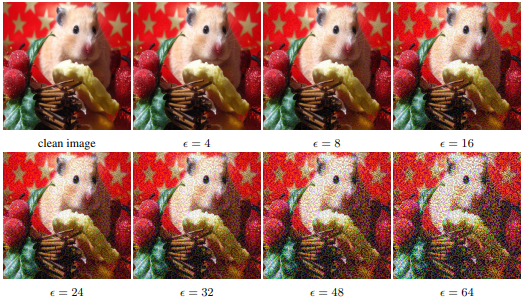 clean image
ϵ = 4
ϵ = 8
ϵ = 16
ϵ = 24
ϵ = 32
ϵ = 48
ϵ = 64